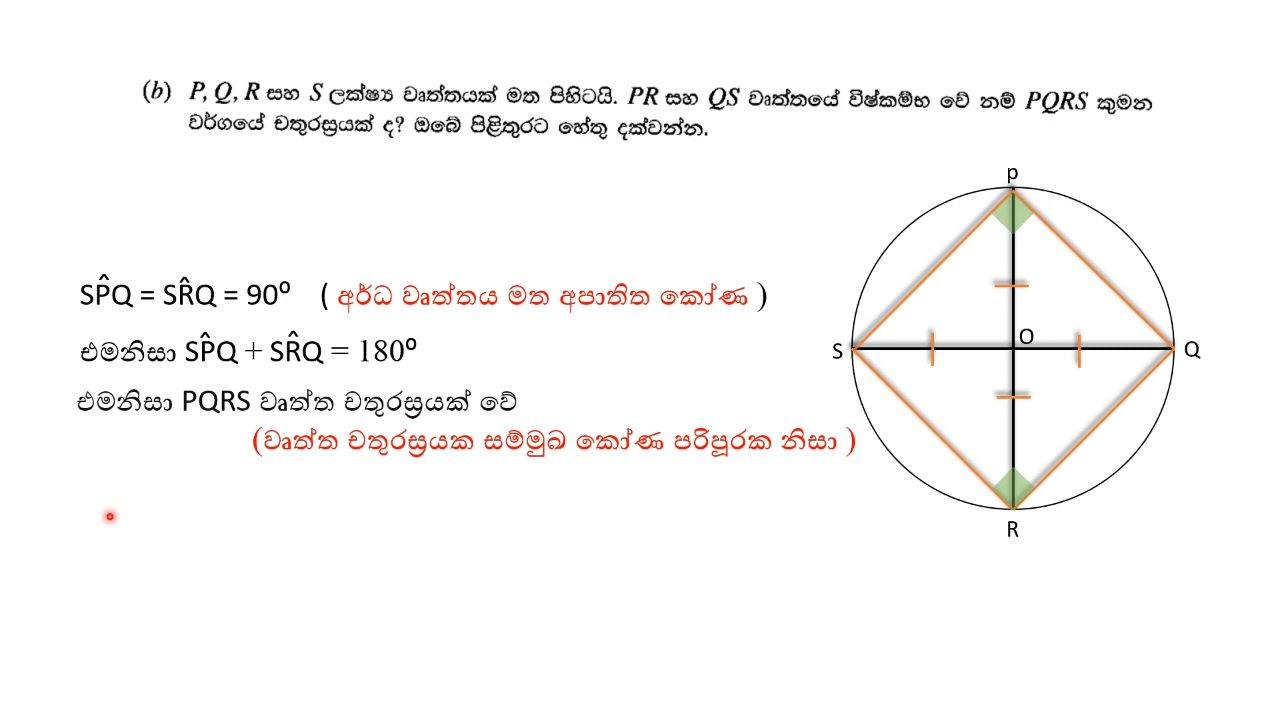 (b) P, Q, R සහ S ලක්ෂ්‍ය වෘත්තයක් මත පිහිටයි. PR සහ QS වෘත්තයේ විෂ්කම්භ වේ නම් PQRS කුමන
වර්ගයේ චතුරස්‍රයක් ද? ඔබේ පිළිතුරට හේතු දක්වන්න.
p
SP̂Q = SR̂Q = 90⁰ ( අර්ධ වෘත්තය මත අපාතිත කෝණ )
O
S
Q
එමනිසා SP̂Q + SR̂Q = 180⁰
එමනිසා PQRS වෘත්ත චතුරස්‍රයක් වේ
(වෘත්ත චතුරස්‍රයක සම්මුඛ කෝණ පරිපූරක නිසා )
R